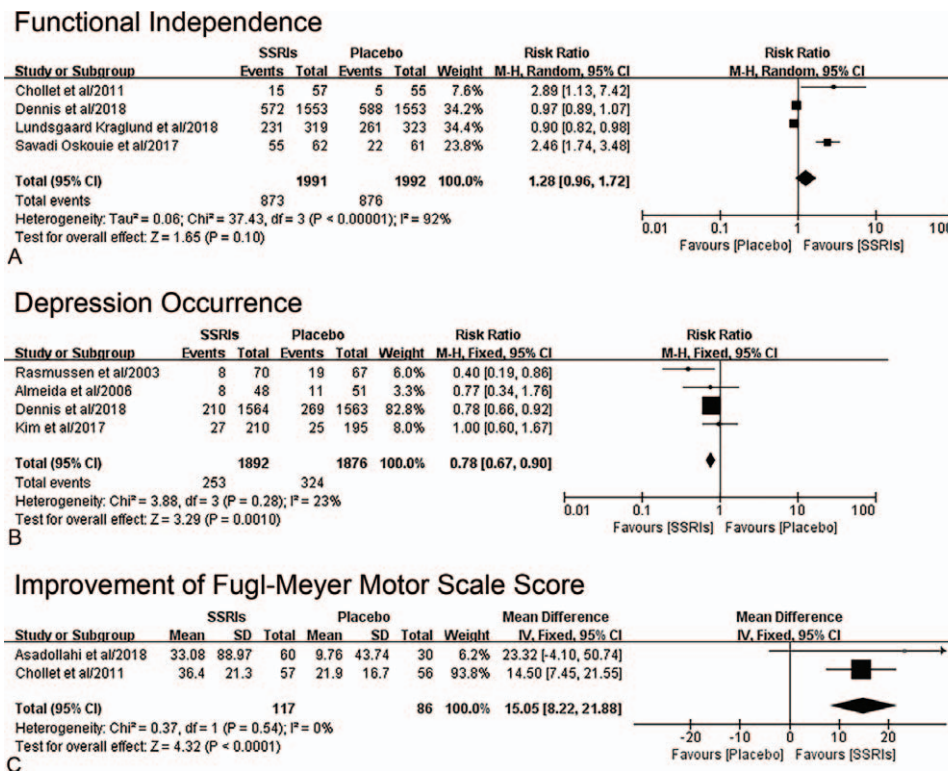 Functional Independence
SSRIs Placebo Risk Ratio Risk Ratio
Study or Subgroup Events Total Events Total Weight M-H, Random, 95% CI M-H, Random, 95% CI
Chollet et al/2011 15 57 5 55 7.6% 2.89 [1.13, 7.42]
Dennis et al/2018 572 1553 588 1553 34.2% 0.97 [0.89, 1.07]
Lundsgaard Kraglund et al/2018 231 319 261 323 34.4% 0.90 [0.82, 0.98]
Savadi Oskouie et al/2017 55 62 22 61 23.8% 2.46 [1.74, 3.48]
Total (95% CI) 1991 1992 100.0% 1.28 [0.96, 1.72]
Total events 873 876
Heterogeneity: Tau² = 0.06; Chi² = 37.43, df = 3 (P < 0.00001); I² = 92%
Test for overall effect: Z = 1.65 (P = 0.10)
0.01 0.1 1 10 100
Favours [Placebo] Favours [SSRIs]
A
Depression Occurrence
SSRIs Placebo Risk Ratio Risk Ratio
Study or Subgroup Events Total Events Total Weight M-H, Fixed, 95% CI M-H, Fixed, 95% CI
Rasmussen et al/2003 8 70 19 67 6.0% 0.40 [0.19, 0.86]
Almeida et al/2006 8 48 11 51 3.3% 0.77 [0.34, 1.76]
Dennis et al/2018 210 1564 269 1563 82.8% 0.78 [0.66, 0.92]
Kim et al/2017 27 210 25 195 8.0% 1.00 [0.60, 1.67]
Total (95% CI) 1892 1876 100.0% 0.78 [0.67, 0.90]
Total events 253 324
Heterogeneity: Chi² = 3.88, df = 3 (P = 0.28); I² = 23%
Test for overall effect: Z = 3.29 (P = 0.0010)
0.01 0.1 1 10 100
Favours [SSRIs] Favours [Placebo]
B
Improvement of Fugl-Meyer Motor Scale Score
SSRIs Placebo Mean Difference Mean Difference
Study or Subgroup Mean SD Total Mean SD Total Weight IV, Fixed, 95% CI IV, Fixed, 95% CI
Asadollahi et al/2018 33.08 88.97 60 9.76 43.74 30 6.2% 23.32 [-4.10, 50.74]
Chollet et al/2011 36.4 21.3 57 21.9 16.7 56 93.8% 14.50 [7.45, 21.55]
Total (95% CI) 117 86 100.0% 15.05 [8.22, 21.88]
Heterogeneity: Chi² = 0.37, df = 1 (P = 0.54); I² = 0%
Test for overall effect: Z = 4.32 (P < 0.0001)
-20 -10 0 10 20
Favours [Placebo] Favours [SSRIs]
C